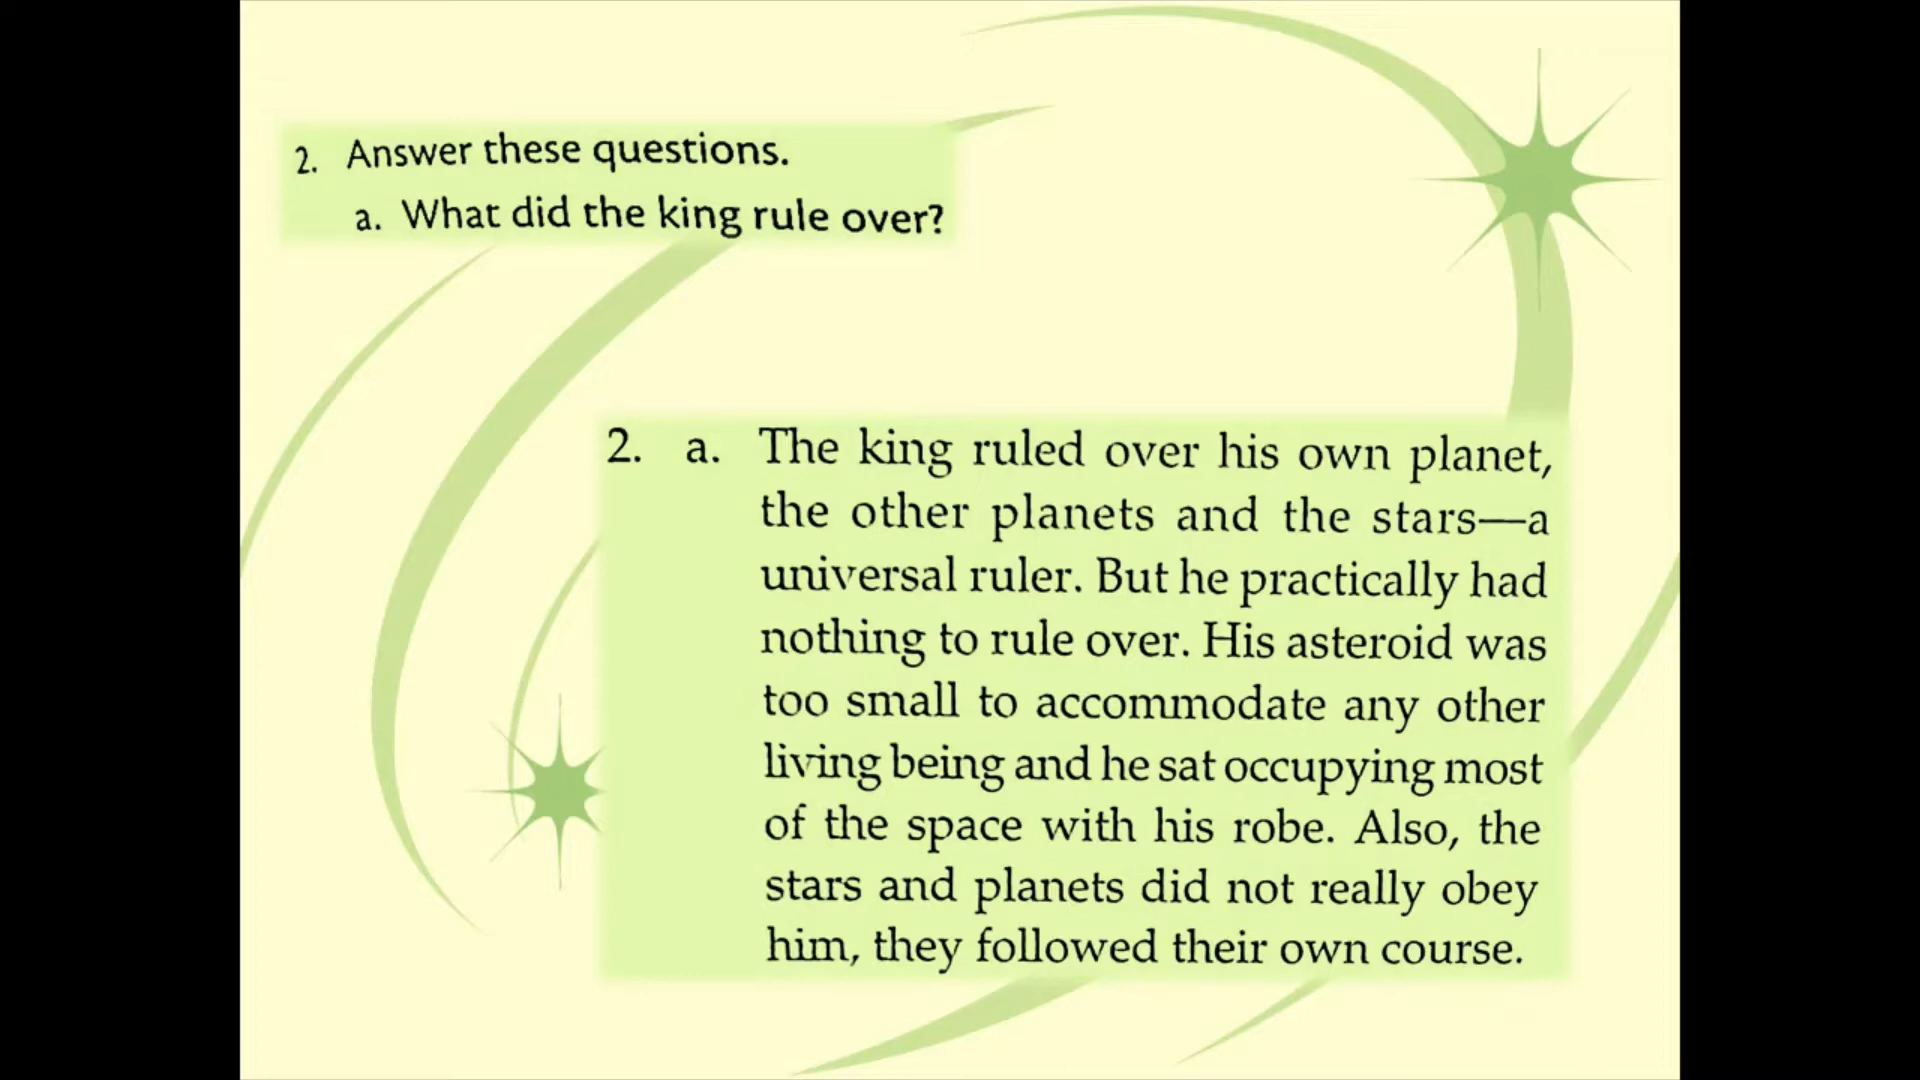 2. Answer these questions.
a. What did the king rule over?
2. a. The king ruled over his own planet,
the other planets and the stars—a
universal ruler. But he practically had
nothing to rule over. His asteroid was
too small to accommodate any other
living being and he sat occupying most
of the space with his robe. Also, the
stars and planets did not really obey
him, they followed their own course.